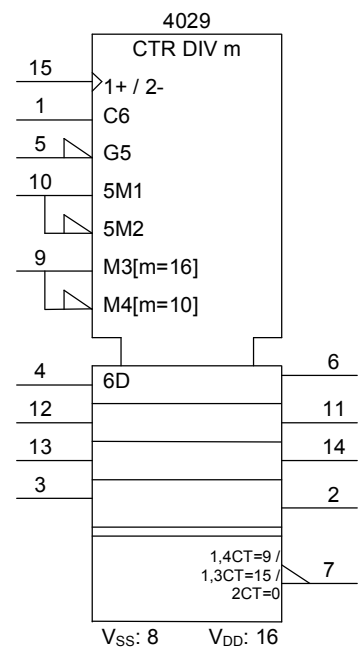 4029
CTR DIV m
15
1+ / 2-
1
C6
5
G5
10
5M1
5M2
9
M3[m=16]
M4[m=10]
4
6D
6
12
11
13
14
3
2
1,4CT=9 /
1,3CT=15 /
2CT=0
7
VSS: 8 VDD: 16